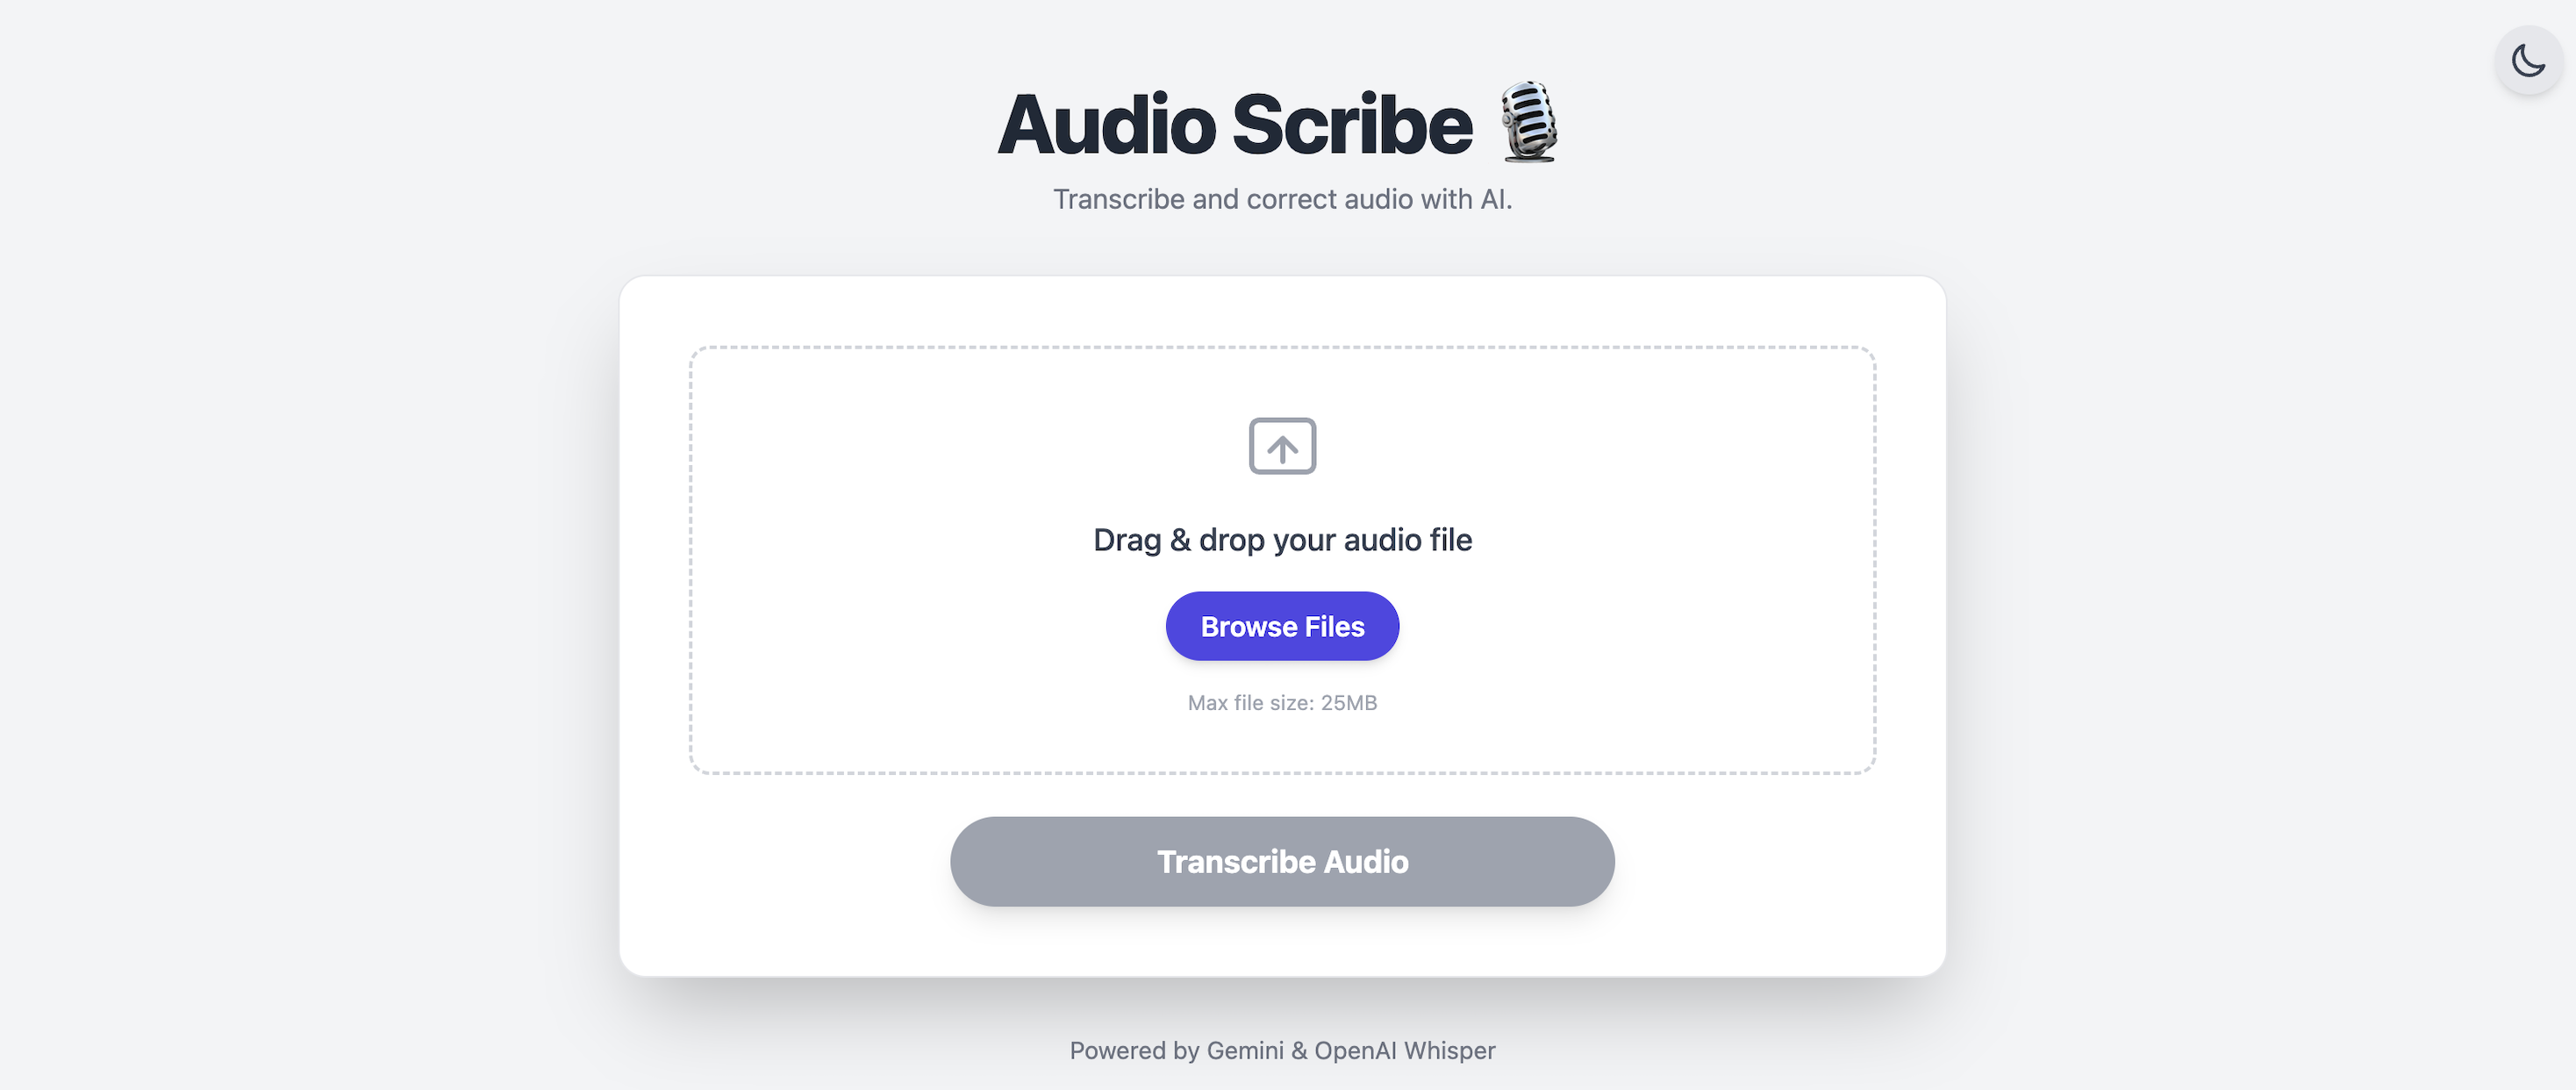 Audio Scribe 🎙️
Transcribe and correct audio with AI.
Drag & drop your audio file
Browse Files
Max file size: 25MB
Transcribe Audio
Powered by Gemini & OpenAI Whisper